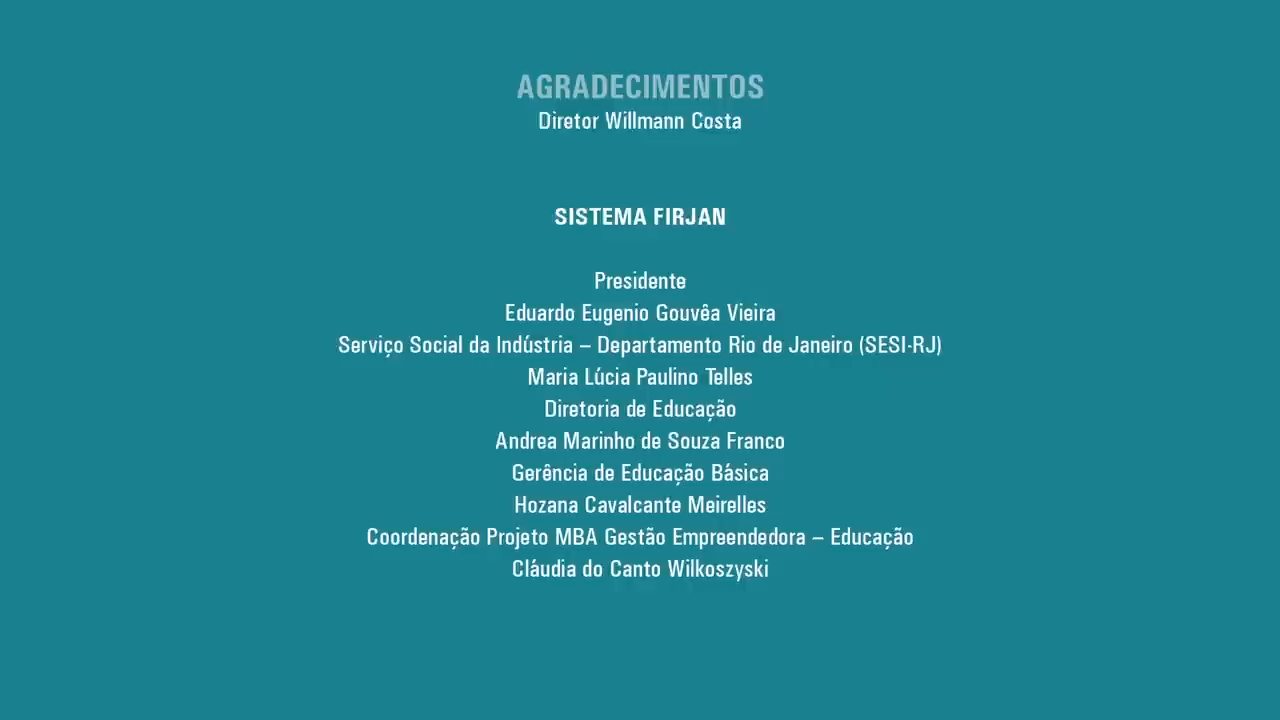 AGRADECIMENTOS
Diretor Willmann Costa
SISTEMA FIRJAN
Presidente
Eduardo Eugenio Gouvêa Vieira
Serviço Social da Indústria – Departamento Rio de Janeiro (SESI-RJ)
Maria Lúcia Paulino Telles
Diretoria de Educação
Andrea Marinho de Souza Franco
Gerência de Educação Básica
Hozana Cavalcante Meirelles
Coordenação Projeto MBA Gestão Empreendedora – Educação
Cláudia do Canto Wilkoszyski